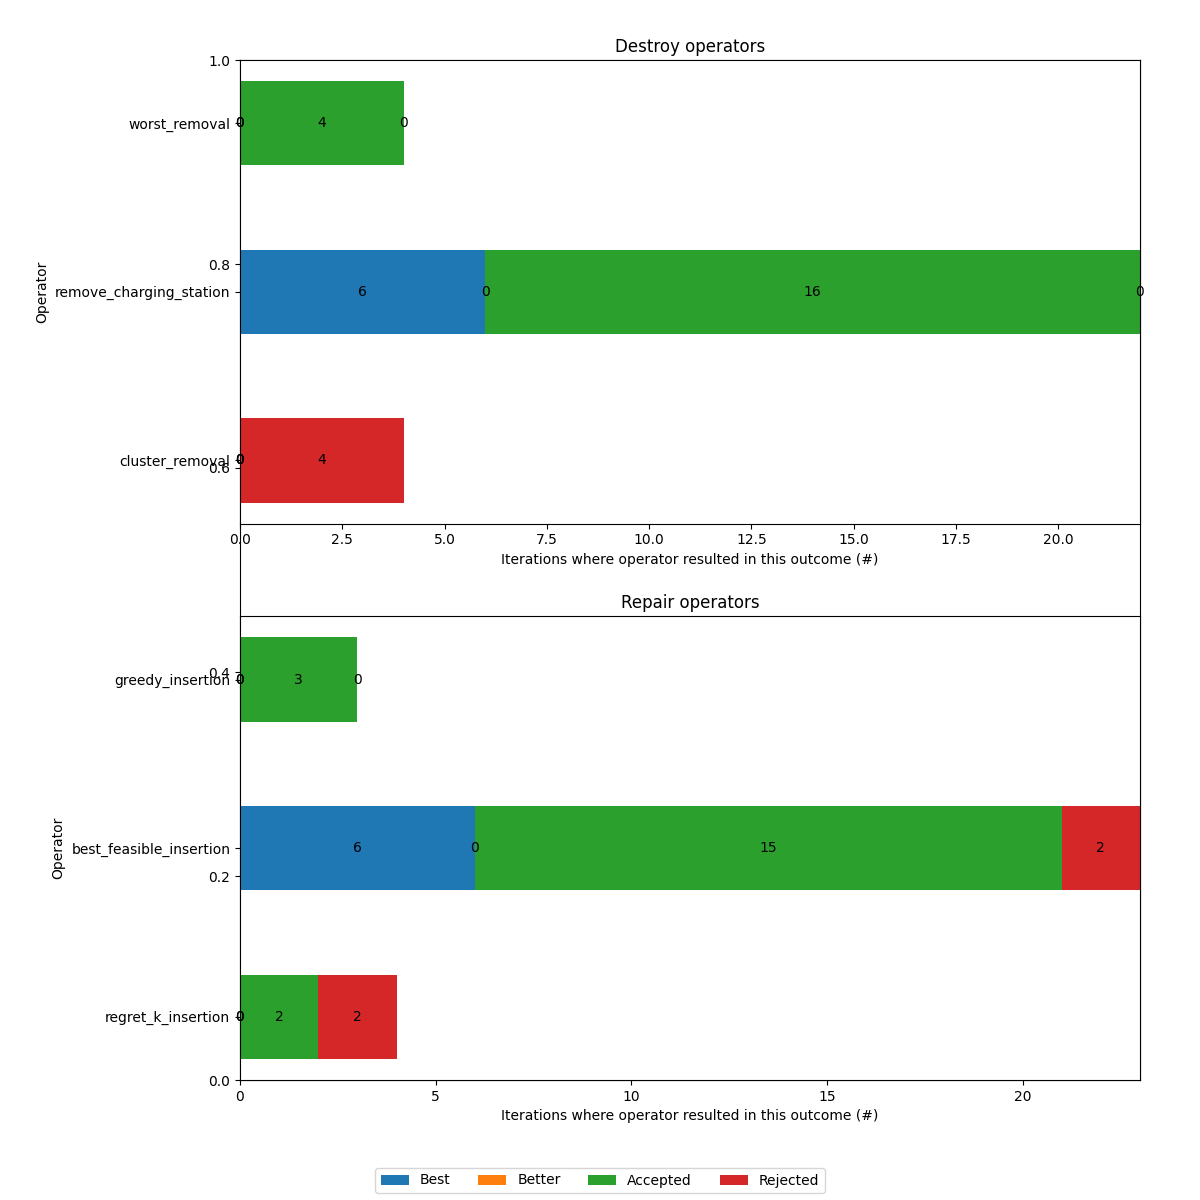 Destroy operators
1.0
worst_removal 0 4 0
0.8
Operator
remove_charging_station 6 0 16 0
cluster_removal 0 4
0.6
0.0 2.5 5.0 7.5 10.0 12.5 15.0 17.5 20.0
Iterations where operator resulted in this outcome (#)
Repair operators
0.4
greedy_insertion 0 3 0
Operator
best_feasible_insertion 6 0 15 2
0.2
regret_k_insertion 0 2 2
0.0
0 5 10 15 20
Iterations where operator resulted in this outcome (#)
Best Better Accepted Rejected